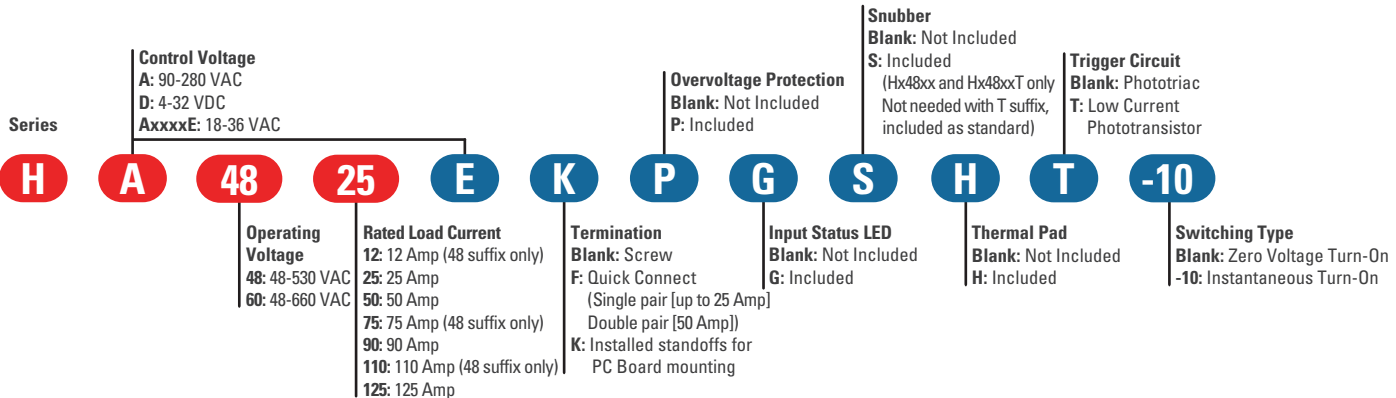 Snubber
Blank: Not Included
S: Included
(Hx48xx and Hx48xxT only
Not needed with T suffix,
included as standard)
Control Voltage
A: 90-280 VAC
D: 4-32 VDC
AxxxxE: 18-36 VAC
Overvoltage Protection
Blank: Not Included
P: Included
Trigger Circuit
Blank: Phototriac
T: Low Current
Phototransistor
Series
H A 48 25 E K P G S H T -10
Operating
Voltage
48: 48-530 VAC
60: 48-660 VAC
Rated Load Current
12: 12 Amp (48 suffix only)
25: 25 Amp
50: 50 Amp
75: 75 Amp (48 suffix only)
90: 90 Amp
110: 110 Amp (48 suffix only)
125: 125 Amp
Termination
Blank: Screw
F: Quick Connect
(Single pair [up to 25 Amp]
Double pair [50 Amp])
K: Installed standoffs for
PC Board mounting
Input Status LED
Blank: Not Included
G: Included
Thermal Pad
Blank: Not Included
H: Included
Switching Type
Blank: Zero Voltage Turn-On
-10: Instantaneous Turn-On